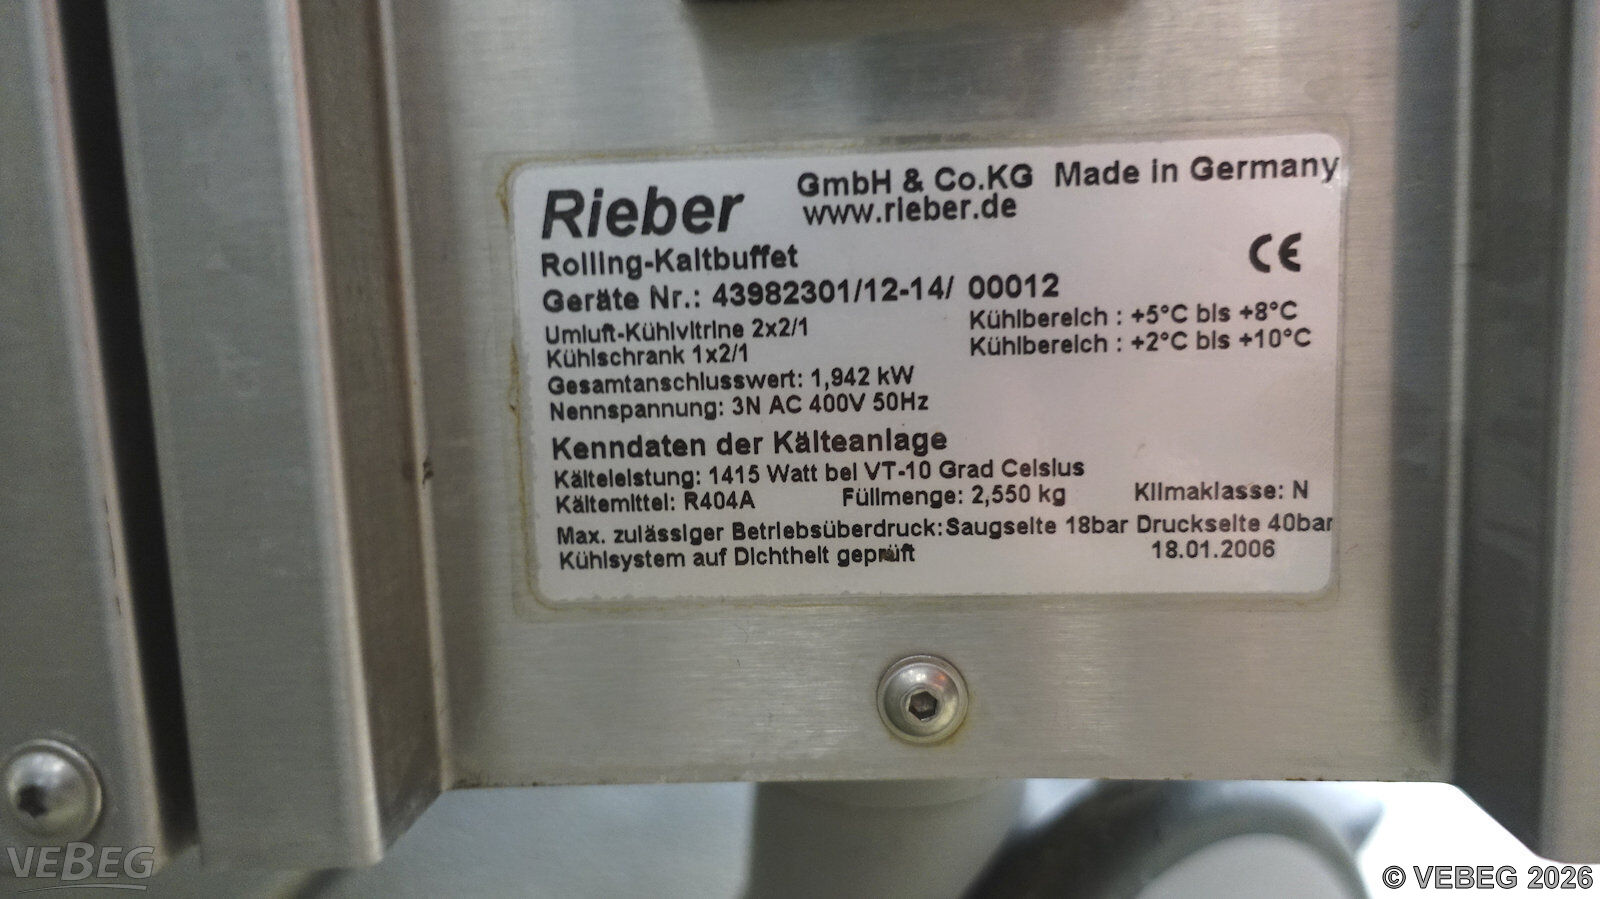 Rieber GmbH & Co.KG Made in Germany
www.rieber.de
Rolling-Kaltbuffet
CE
Geräte Nr.: 43982301/12-14/ 00012
Umluft-Kühlvitrine 2x2/1 Kühlbereich : +5°C bis +8°C
Kühlschrank 1x2/1 Kühlbereich : +2°C bis +10°C
Gesamtanschlusswert: 1,942 kW
Nennspannung: 3N AC 400V 50Hz
Kenndaten der Kälteanlage
Kälteleistung: 1415 Watt bei VT-10 Grad Celsius
Kältemittel: R404A Füllmenge: 2,550 kg Klimaklasse: N
Max. zulässiger Betriebsüberdruck:Saugseite 18bar Druckseite 40bar
Kühlsystem auf Dichtheit geprüft 18.01.2006
VEBEG
© VEBEG 2026